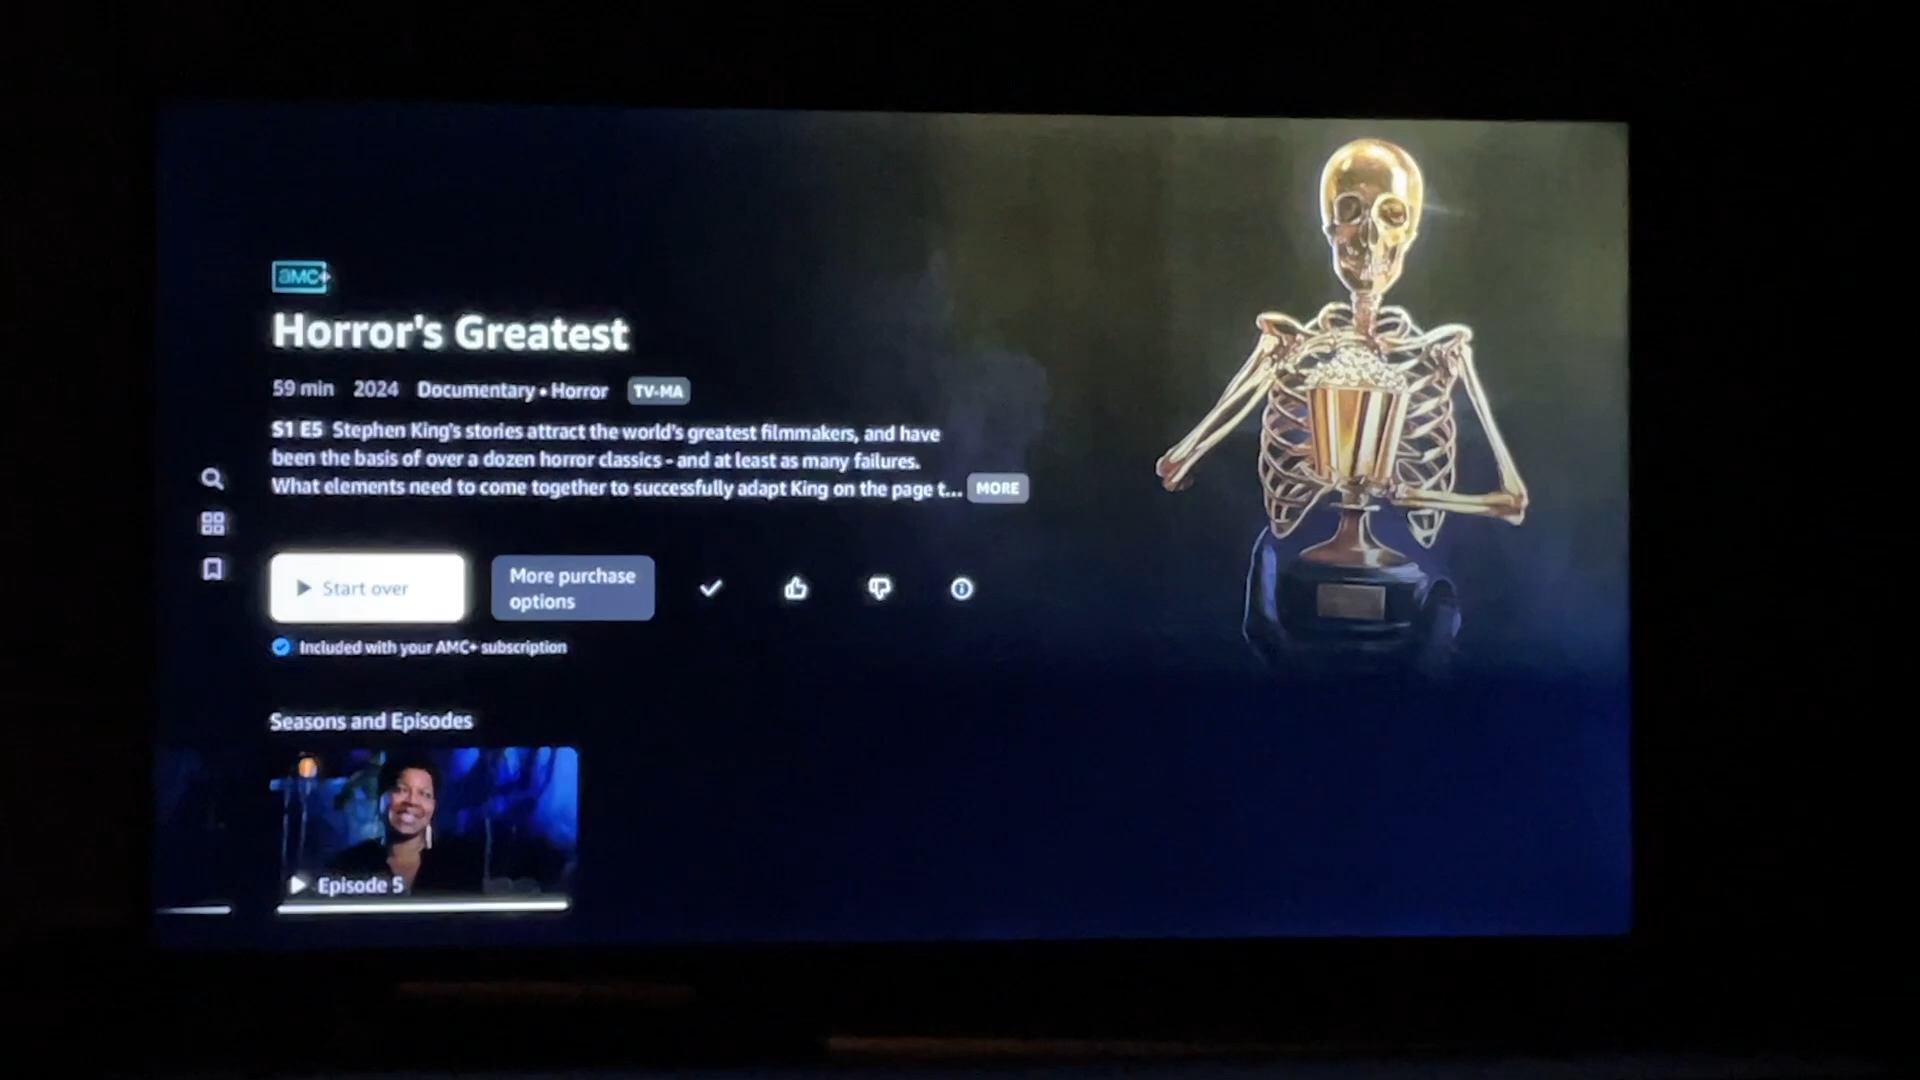 aMC+
Horror's Greatest
59 min 2024 Documentary • Horror TV-MA
S1 E5 Stephen King's stories attract the world's greatest filmmakers, and have
been the basis of over a dozen horror classics - and at least as many failures.
What elements need to come together to successfully adapt King on the page t... MORE
Start over
More purchase
options
Included with your AMC+ subscription
Seasons and Episodes
Episode 5